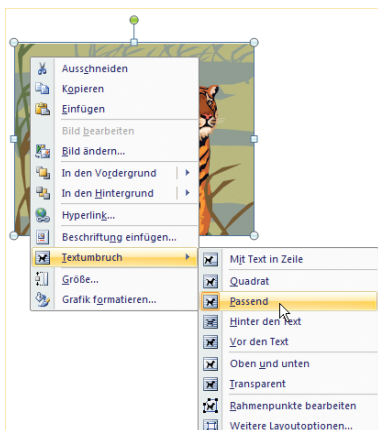 Ausschneiden
Kopieren
Einfügen
Bild bearbeiten
Bild ändern...
In den Vordergrund
In den Hintergrund
Hyperlink...
Beschriftung einfügen...
Textumbruch
Größe...
Grafik formatieren...
Mit Text in Zeile
Quadrat
Passend
Hinter den Text
Vor den Text
Oben und unten
Transparent
Rahmenpunkte bearbeiten
Weitere Layoutoptionen...